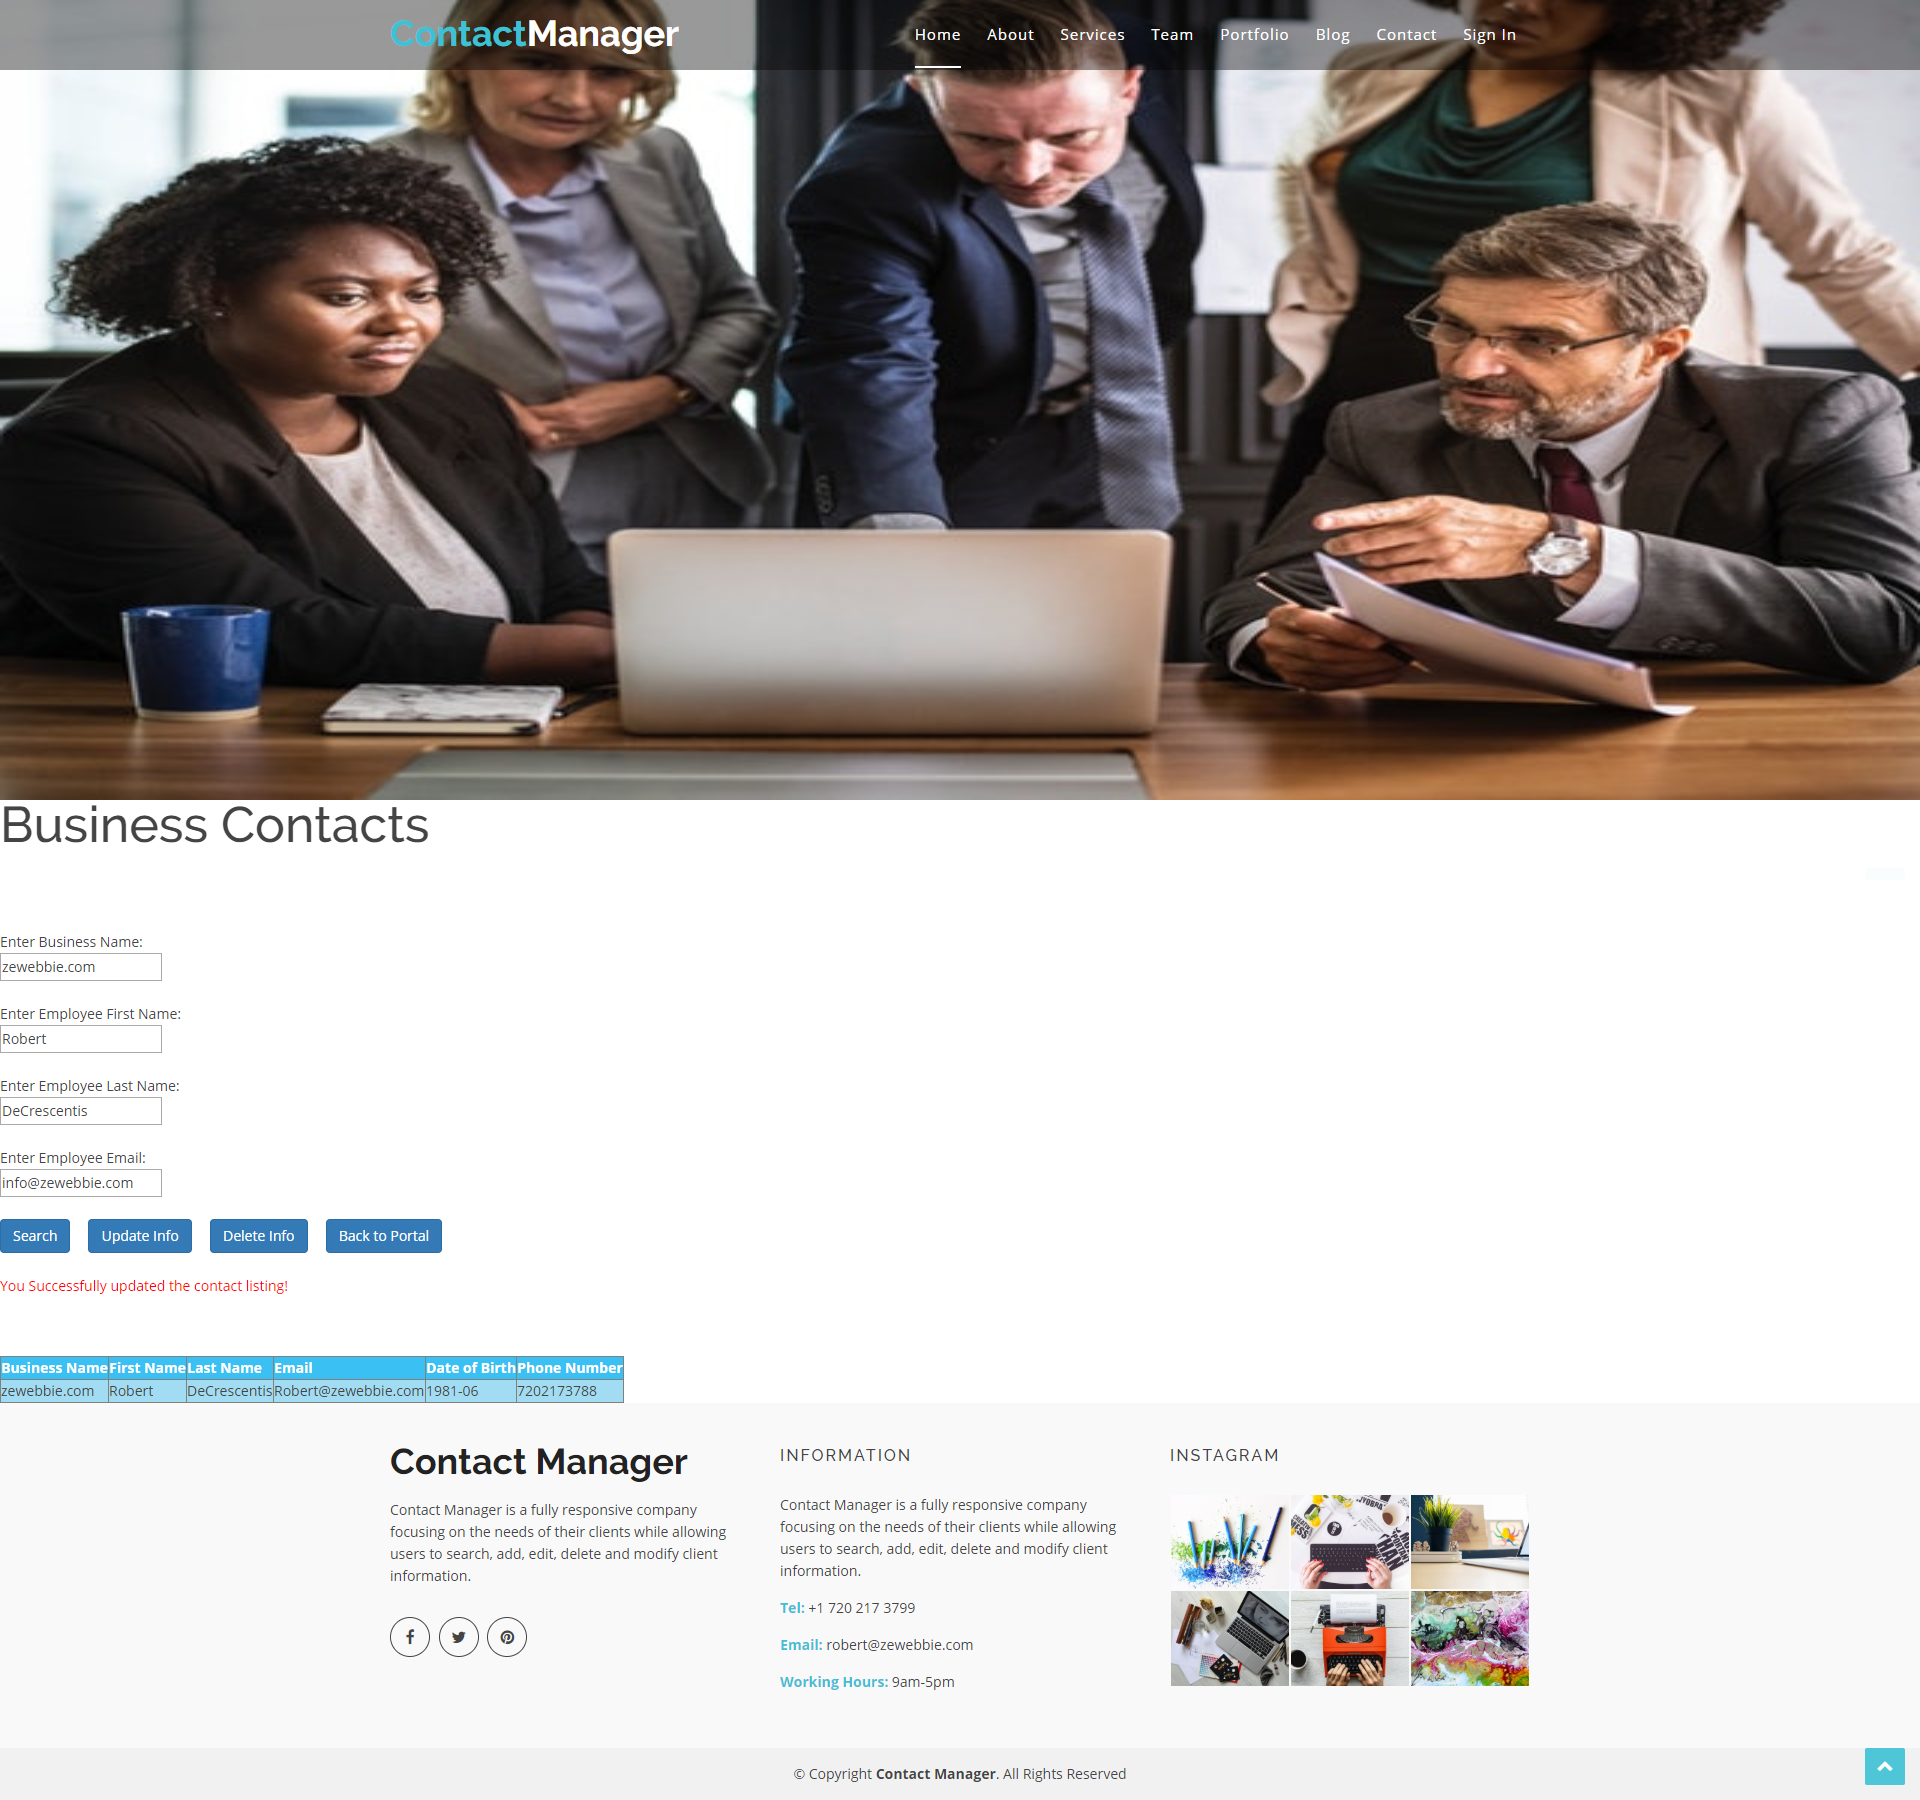 ContactManager
Home About Services Team Portfolio Blog Contact Sign In
Business Contacts
Enter Business Name:
zewebbie.com
Enter Employee First Name:
Robert
Enter Employee Last Name:
DeCrescentis
Enter Employee Email:
info@zewebbie.com
Search Update Info Delete Info Back to Portal
You Successfully updated the contact listing!
Business Name First Name Last Name Email Date of Birth Phone Number
zewebbie.com Robert DeCrescentis Robert@zewebbie.com 1981-06 7202173788
Contact Manager
Contact Manager is a fully responsive company
focusing on the needs of their clients while allowing
users to search, add, edit, delete and modify client
information.
INFORMATION
Contact Manager is a fully responsive company
focusing on the needs of their clients while allowing
users to search, add, edit, delete and modify client
information.
Tel: +1 720 217 3799
Email: robert@zewebbie.com
Working Hours: 9am-5pm
INSTAGRAM
© Copyright Contact Manager. All Rights Reserved